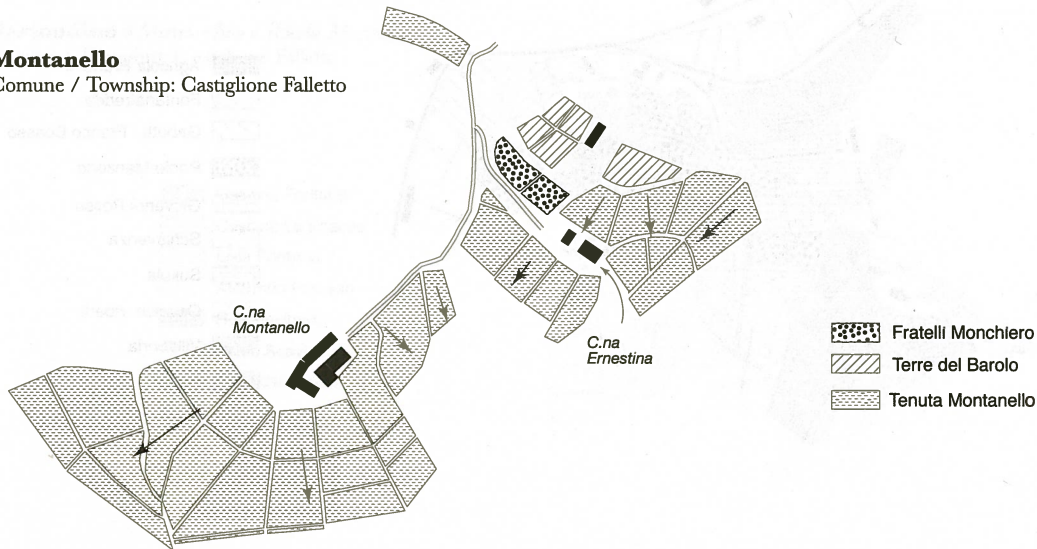 Montanello
Comune / Township: Castiglione Falletto
C.na
Montanello
C.na
Ernestina
Fratelli Monchiero
Terre del Barolo
Tenuta Montanello